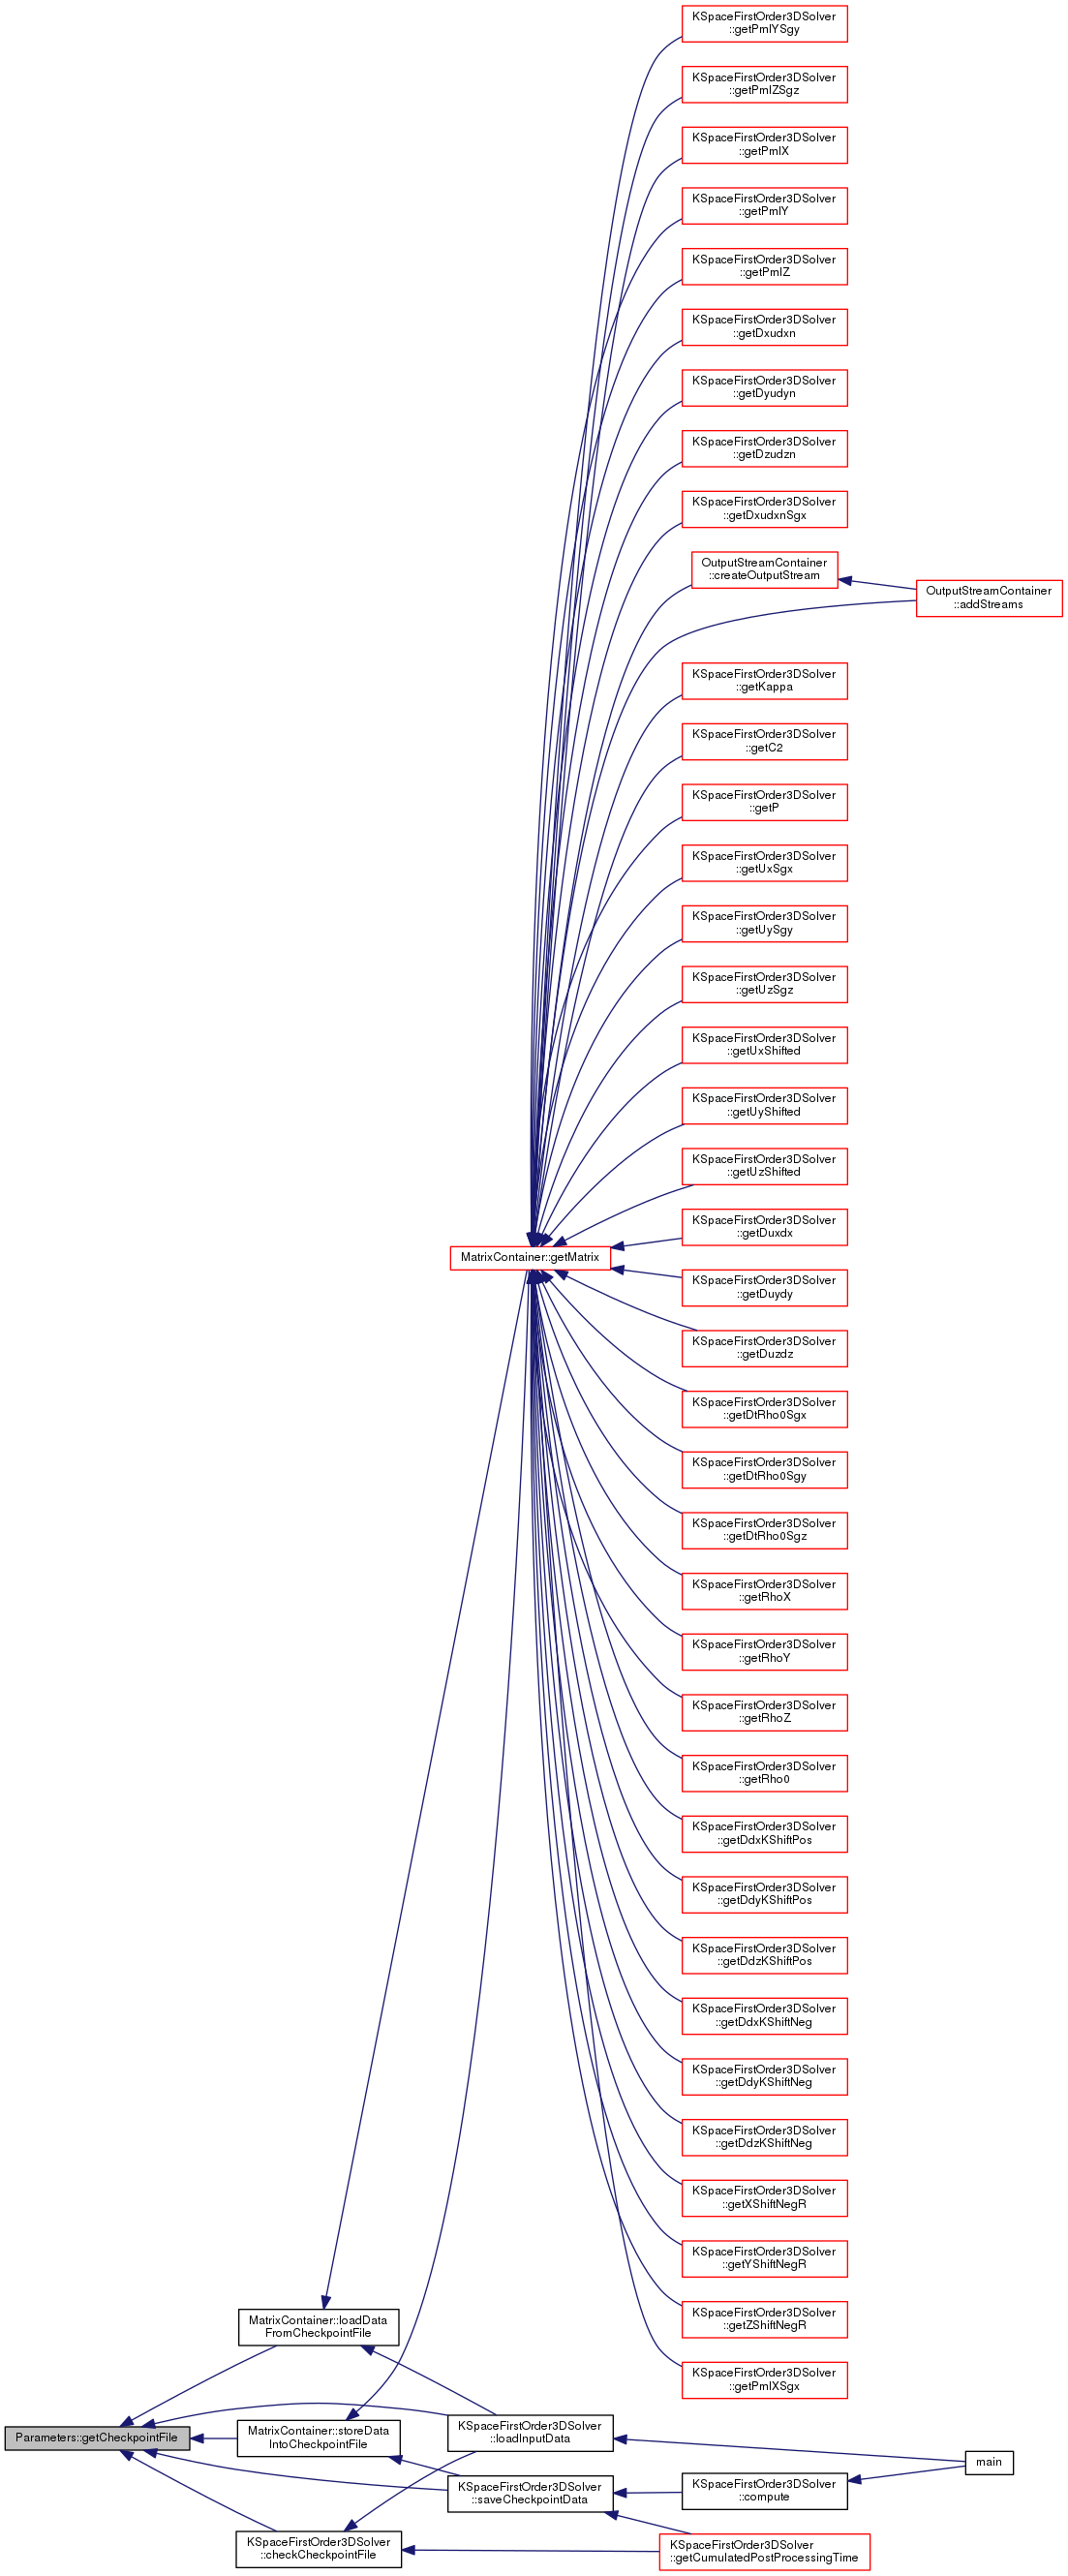 KSpaceFirstOrder3DSolver
::getPmlYSgy
KSpaceFirstOrder3DSolver
::getPmlZSgz
KSpaceFirstOrder3DSolver
::getPmlX
KSpaceFirstOrder3DSolver
::getPmlY
KSpaceFirstOrder3DSolver
::getPmlZ
KSpaceFirstOrder3DSolver
::getDxudxn
KSpaceFirstOrder3DSolver
::getDyudyn
KSpaceFirstOrder3DSolver
::getDzudzn
KSpaceFirstOrder3DSolver
::getDxudxnSgx
OutputStreamContainer
::createOutputStream
OutputStreamContainer
::addStreams
KSpaceFirstOrder3DSolver
::getKappa
KSpaceFirstOrder3DSolver
::getC2
KSpaceFirstOrder3DSolver
::getP
KSpaceFirstOrder3DSolver
::getUxSgx
KSpaceFirstOrder3DSolver
::getUySgy
KSpaceFirstOrder3DSolver
::getUzSgz
KSpaceFirstOrder3DSolver
::getUxShifted
KSpaceFirstOrder3DSolver
::getUyShifted
KSpaceFirstOrder3DSolver
::getUzShifted
KSpaceFirstOrder3DSolver
::getDuxdx
MatrixContainer::getMatrix
KSpaceFirstOrder3DSolver
::getDuydy
KSpaceFirstOrder3DSolver
::getDuzdz
KSpaceFirstOrder3DSolver
::getDtRho0Sgx
KSpaceFirstOrder3DSolver
::getDtRho0Sgy
KSpaceFirstOrder3DSolver
::getDtRho0Sgz
KSpaceFirstOrder3DSolver
::getRhoX
KSpaceFirstOrder3DSolver
::getRhoY
KSpaceFirstOrder3DSolver
::getRhoZ
KSpaceFirstOrder3DSolver
::getRho0
KSpaceFirstOrder3DSolver
::getDdxKShiftPos
KSpaceFirstOrder3DSolver
::getDdyKShiftPos
KSpaceFirstOrder3DSolver
::getDdzKShiftPos
KSpaceFirstOrder3DSolver
::getDdxKShiftNeg
KSpaceFirstOrder3DSolver
::getDdyKShiftNeg
KSpaceFirstOrder3DSolver
::getDdzKShiftNeg
KSpaceFirstOrder3DSolver
::getXShiftNegR
KSpaceFirstOrder3DSolver
::getYShiftNegR
KSpaceFirstOrder3DSolver
::getZShiftNegR
KSpaceFirstOrder3DSolver
::getPmlXSgx
MatrixContainer::loadData
FromCheckpointFile
Parameters::getCheckpointFile
MatrixContainer::storeData
IntoCheckpointFile
KSpaceFirstOrder3DSolver
::loadInputData
main
KSpaceFirstOrder3DSolver
::saveCheckpointData
KSpaceFirstOrder3DSolver
::compute
KSpaceFirstOrder3DSolver
::checkCheckpointFile
KSpaceFirstOrder3DSolver
::getCumulatedPostProcessingTime